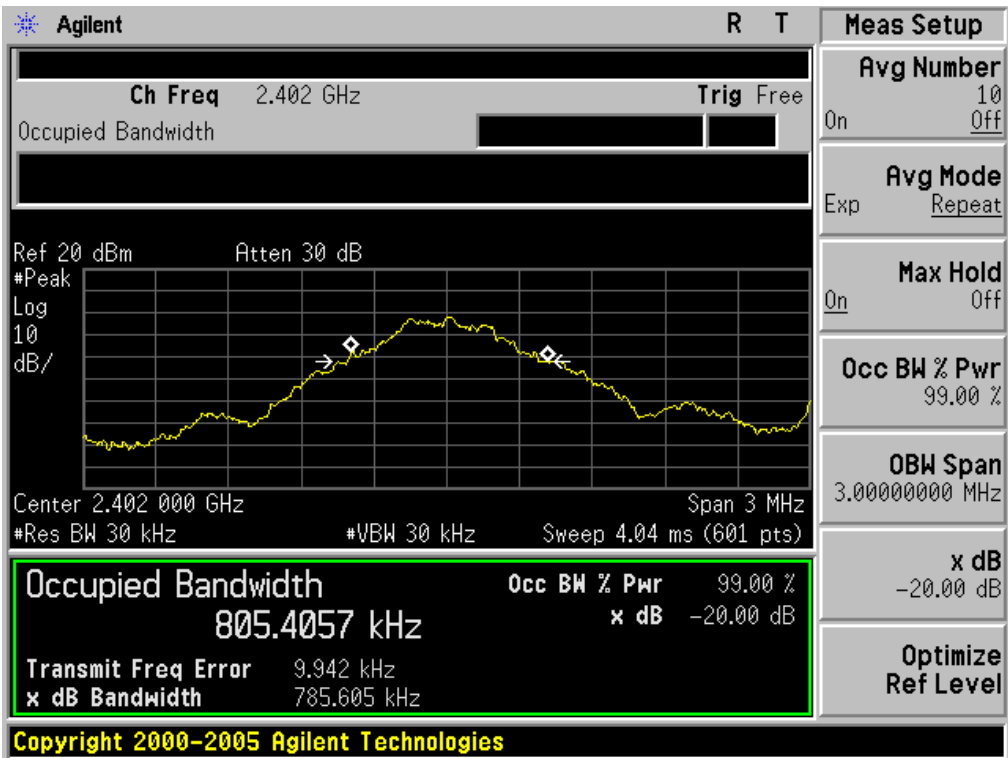 Agilent R T
Meas Setup
Ch Freq 2.402 GHz Trig Free
Occupied Bandwidth
Ref 20 dBm Atten 30 dB
#Peak
Log
10
dB/
Center 2.402 000 GHz Span 3 MHz
#Res BW 30 kHz #VBW 30 kHz Sweep 4.04 ms (601 pts)
Occupied Bandwidth
805.4057 kHz
Occ BW % Pwr 99.00 %
x dB -20.00 dB
Transmit Freq Error 9.942 kHz
x dB Bandwidth 785.605 kHz
Copyright 2000-2005 Agilent Technologies
Avg Number
10
On Off
Avg Mode
Exp Repeat
Max Hold
On Off
Occ BW % Pwr
99.00 %
OBW Span
3.00000000 MHz
x dB
-20.00 dB
Optimize
Ref Level